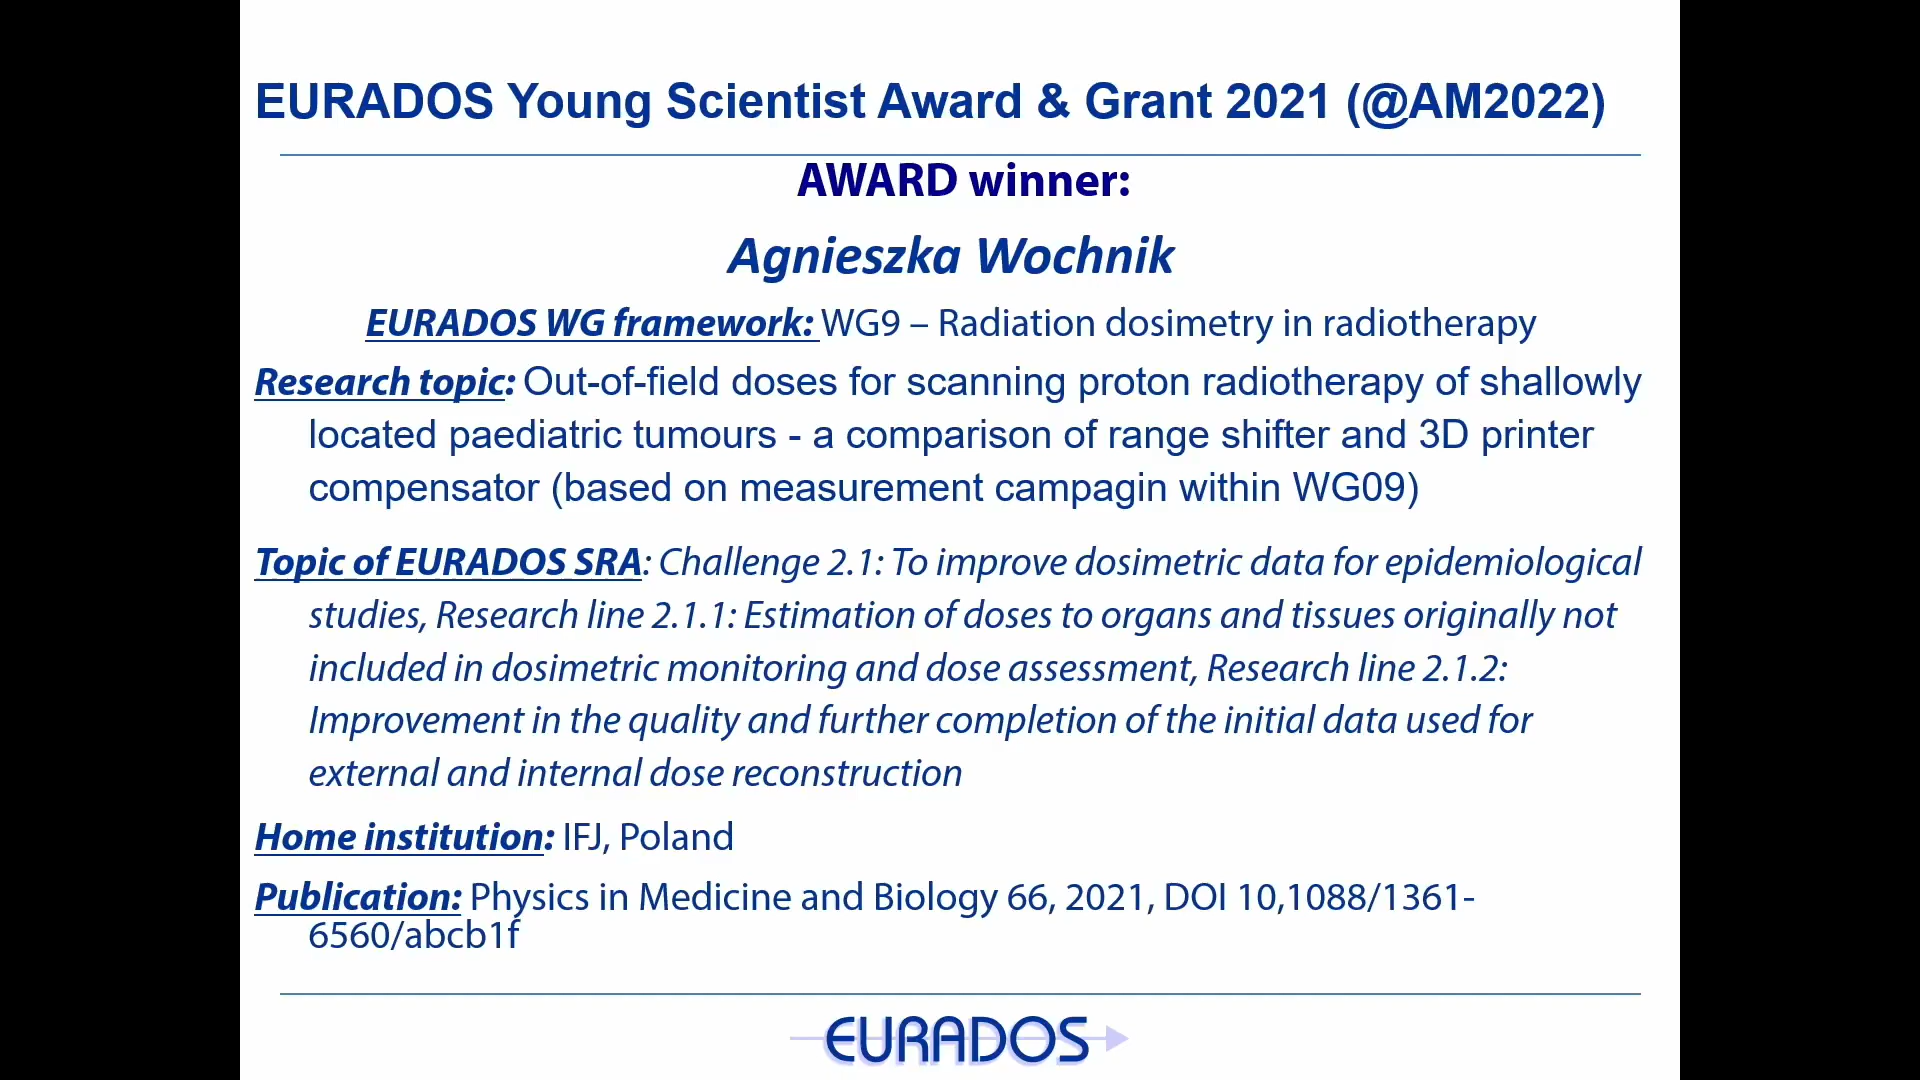 EURADOS Young Scientist Award & Grant 2021 (@AM2022)
AWARD winner:
Agnieszka Wochnik
EURADOS WG framework: WG9 – Radiation dosimetry in radiotherapy
Research topic: Out-of-field doses for scanning proton radiotherapy of shallowly
located paediatric tumours - a comparison of range shifter and 3D printer
compensator (based on measurement campagin within WG09)
Topic of EURADOS SRA: Challenge 2.1: To improve dosimetric data for epidemiological
studies, Research line 2.1.1: Estimation of doses to organs and tissues originally not
included in dosimetric monitoring and dose assessment, Research line 2.1.2:
Improvement in the quality and further completion of the initial data used for
external and internal dose reconstruction
Home institution: IFJ, Poland
Publication: Physics in Medicine and Biology 66, 2021, DOI 10,1088/1361-
6560/abcb1f
EURADOS